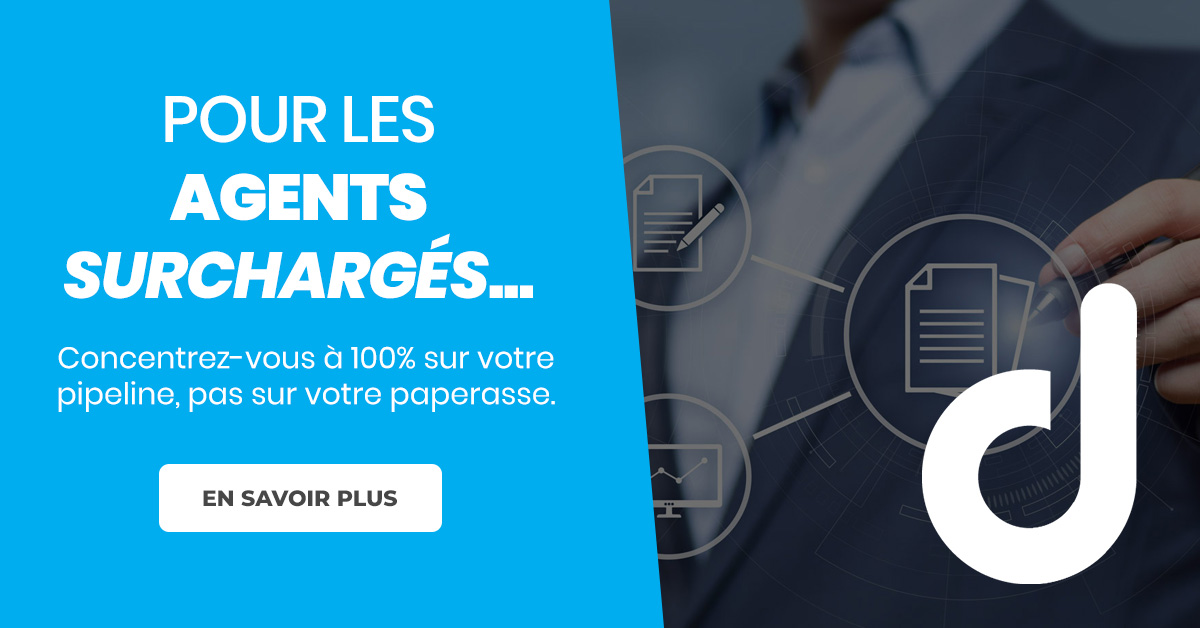 POUR LES
AGENTS
SURCHARGÉS...
Concentrez-vous à 100% sur votre
pipeline, pas sur votre paperasse.
EN SAVOIR PLUS